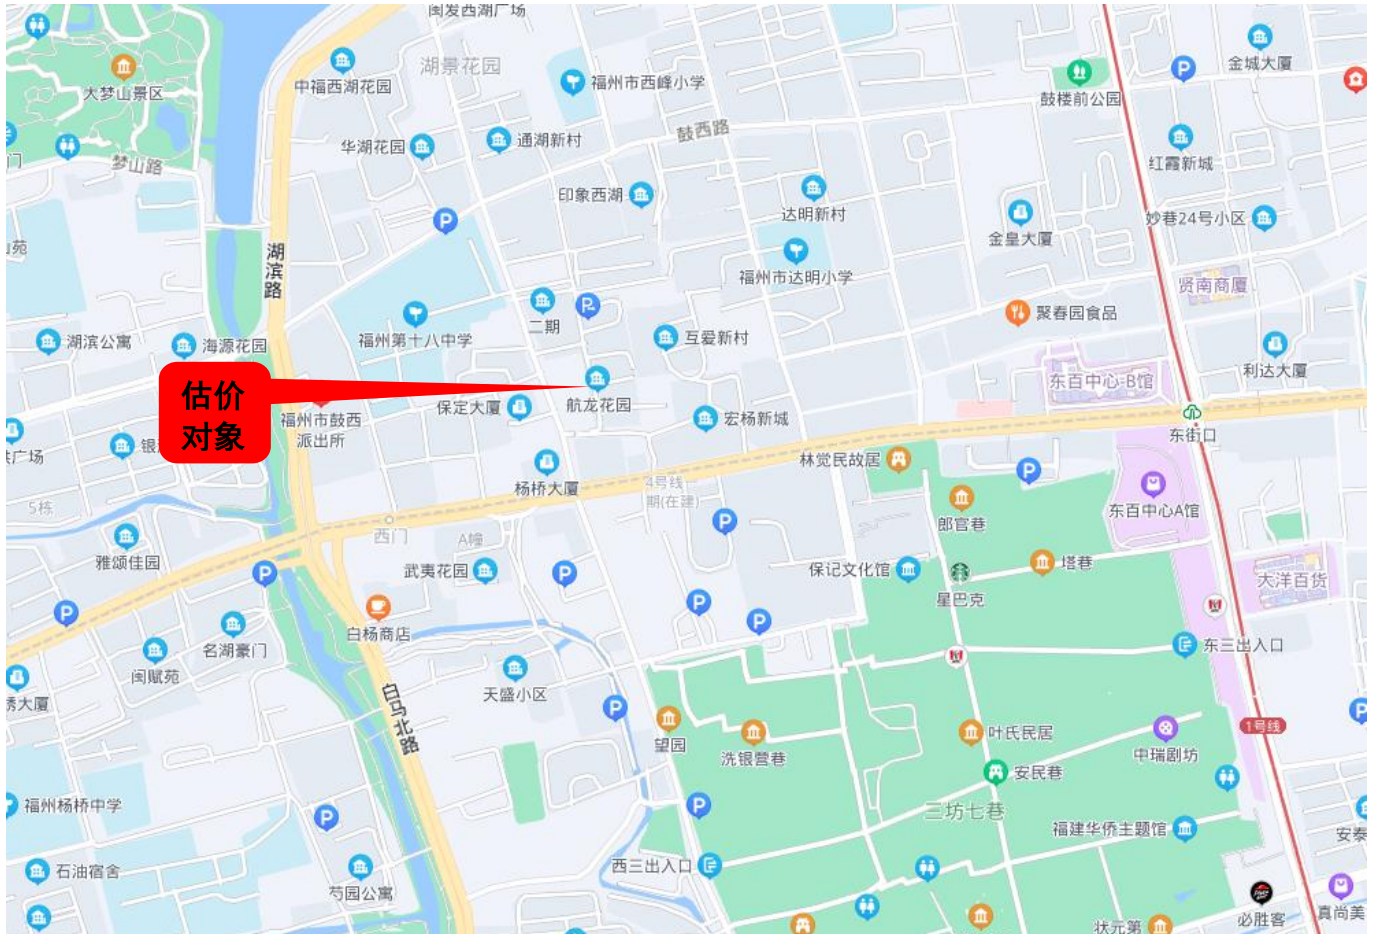 闽发西湖广场
湖景花园
中福西湖花园
福州市西峰小学
大梦山景区
鼓楼前公园
金城大厦
华湖花园
通湖新村
鼓西路
梦山路
红霞新城
印象西湖
达明新村
妙巷24号小区
金皇大厦
湖滨路
福州市达明小学
贤南商厦
二期
聚春园食品
湖滨公寓
海源花园
福州第十八中学
互爱新村
利达大厦
东百中心-B馆
估价
对象
航龙花园
保定大厦
福州市鼓西
派出所
宏杨新城
东街口
林觉民故居
杨桥大厦
4号线
期(在建)
5栋
东百中心A馆
郎官巷
西门
A幢
雅颂佳园
武夷花园
保记文化馆
塔巷
大洋百货
星巴克
白杨商店
名湖豪门
东三出入口
闽赋苑
天盛小区
白马北路
1号线
望园
洗银营巷
叶氏民居
中瑞剧坊
安民巷
三坊七巷
福州杨桥中学
福建华侨主题馆
安泰
石油宿舍
西三出入口
芍园公寓
必胜客
真尚美
状元第